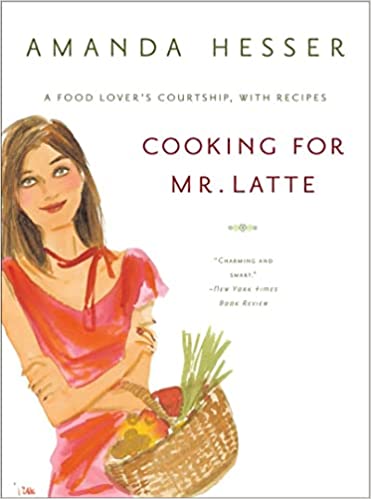 AMANDA HESSER
A FOOD LOVER'S COURTSHIP, WITH RECIPES
COOKING FOR
MR. LATTE
"CHARMING AND
SMART."
–NEW YORK TIMES
BOOK REVIEW